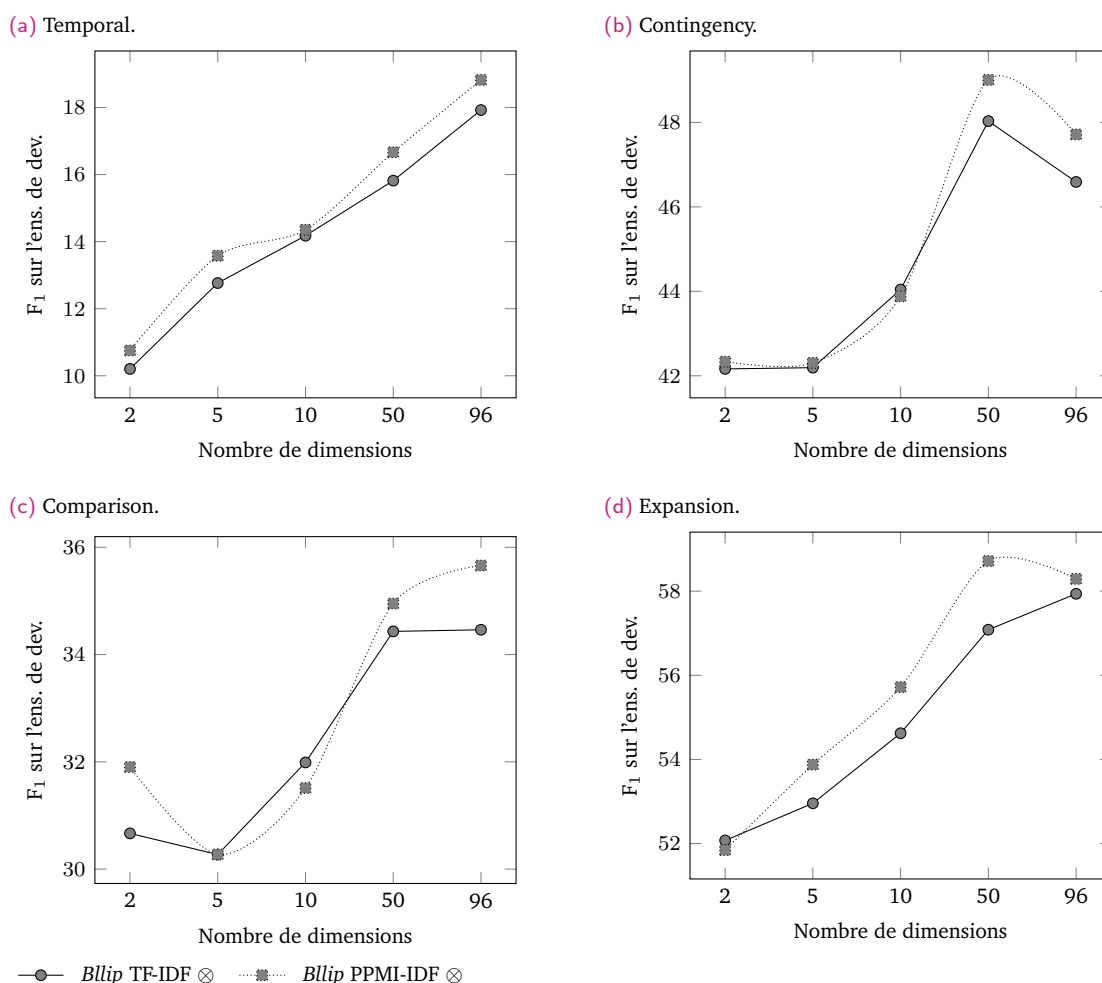 (a) Temporal.
18
16
14
12
10
F₁ sur l'ens. de dev.
2 5 10 50 96
Nombre de dimensions
(b) Contingency.
48
46
44
42
F₁ sur l'ens. de dev.
2 5 10 50 96
Nombre de dimensions
(c) Comparison.
36
34
32
30
F₁ sur l'ens. de dev.
2 5 10 50 96
Nombre de dimensions
(d) Expansion.
58
56
54
52
F₁ sur l'ens. de dev.
2 5 10 50 96
Nombre de dimensions
Bllip TF-IDF ⊗ Bllip PPMI-IDF ⊗